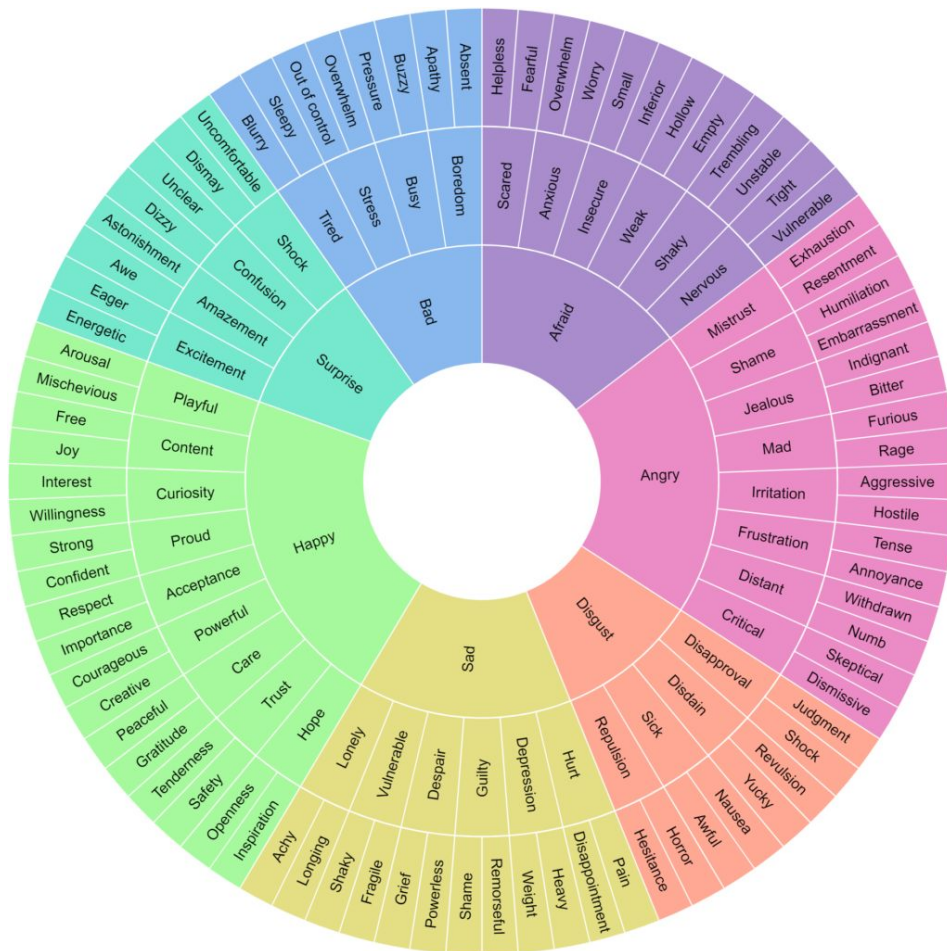 Afraid
Angry
Disgust
Sad
Happy
Surprise
Bad
Scared
Anxious
Insecure
Weak
Shaky
Nervous
Mistrust
Shame
Jealous
Mad
Irritation
Frustration
Distant
Critical
Disapproval
Disdain
Sick
Repulsion
Hurt
Depression
Guilty
Despair
Vulnerable
Lonely
Hope
Trust
Care
Powerful
Acceptance
Proud
Curiosity
Content
Playful
Excitement
Amazement
Confusion
Shock
Tired
Stress
Busy
Boredom
Helpless
Fearful
Overwhelm
Worry
Small
Inferior
Hollow
Empty
Trembling
Unstable
Tight
Vulnerable
Exhaustion
Resentment
Humiliation
Embarrassment
Indignant
Bitter
Furious
Rage
Aggressive
Hostile
Tense
Annoyance
Withdrawn
Numb
Skeptical
Dismissive
Judgment
Shock
Revulsion
Yucky
Nausea
Awful
Horror
Hesitance
Pain
Disappointment
Heavy
Weight
Remorseful
Shame
Powerless
Grief
Fragile
Shaky
Longing
Achy
Inspiration
Openness
Safety
Tenderness
Gratitude
Peaceful
Creative
Courageous
Importance
Respect
Confident
Strong
Willingness
Interest
Joy
Free
Mischevious
Arousal
Energetic
Eager
Awe
Astonishment
Dizzy
Unclear
Dismay
Uncomfortable
Blurry
Sleepy
Out of control
Overwhelm
Pressure
Buzzy
Apathy
Absent